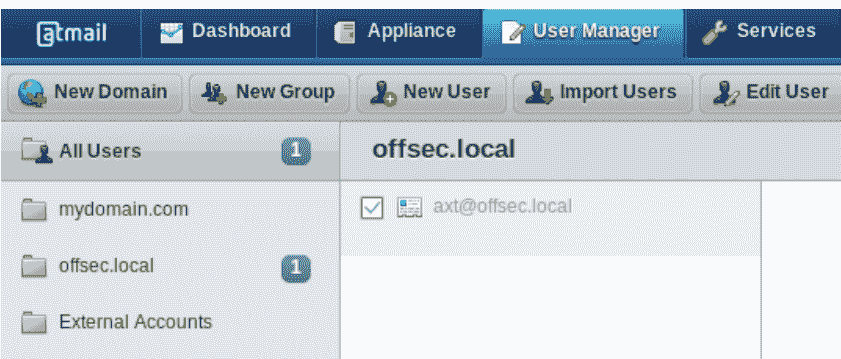 atmail Dashboard Appliance User Manager Services
New Domain New Group New User Import Users Edit User
All Users 1
offsec.local
mydomain.com
axt@offsec.local
offsec.local 1
External Accounts